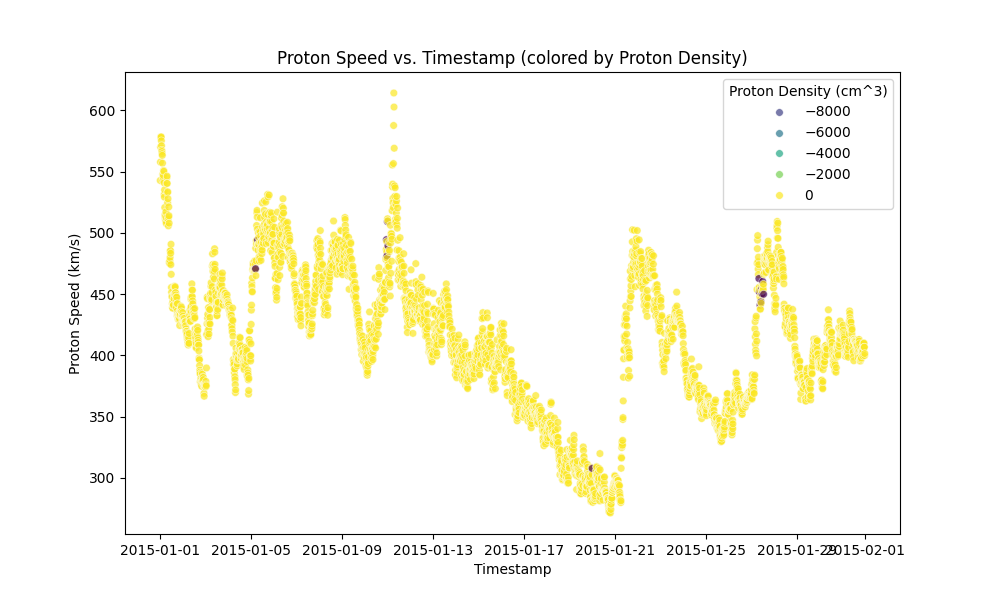 Proton Speed vs. Timestamp (colored by Proton Density)
Proton Speed (km/s)
600
550
500
450
400
350
300
Proton Density (cm^3)
−8000
−6000
−4000
−2000
0
2015-01-01 2015-01-05 2015-01-09 2015-01-13 2015-01-17 2015-01-21 2015-01-25 2015-01-29 2015-02-01
Timestamp